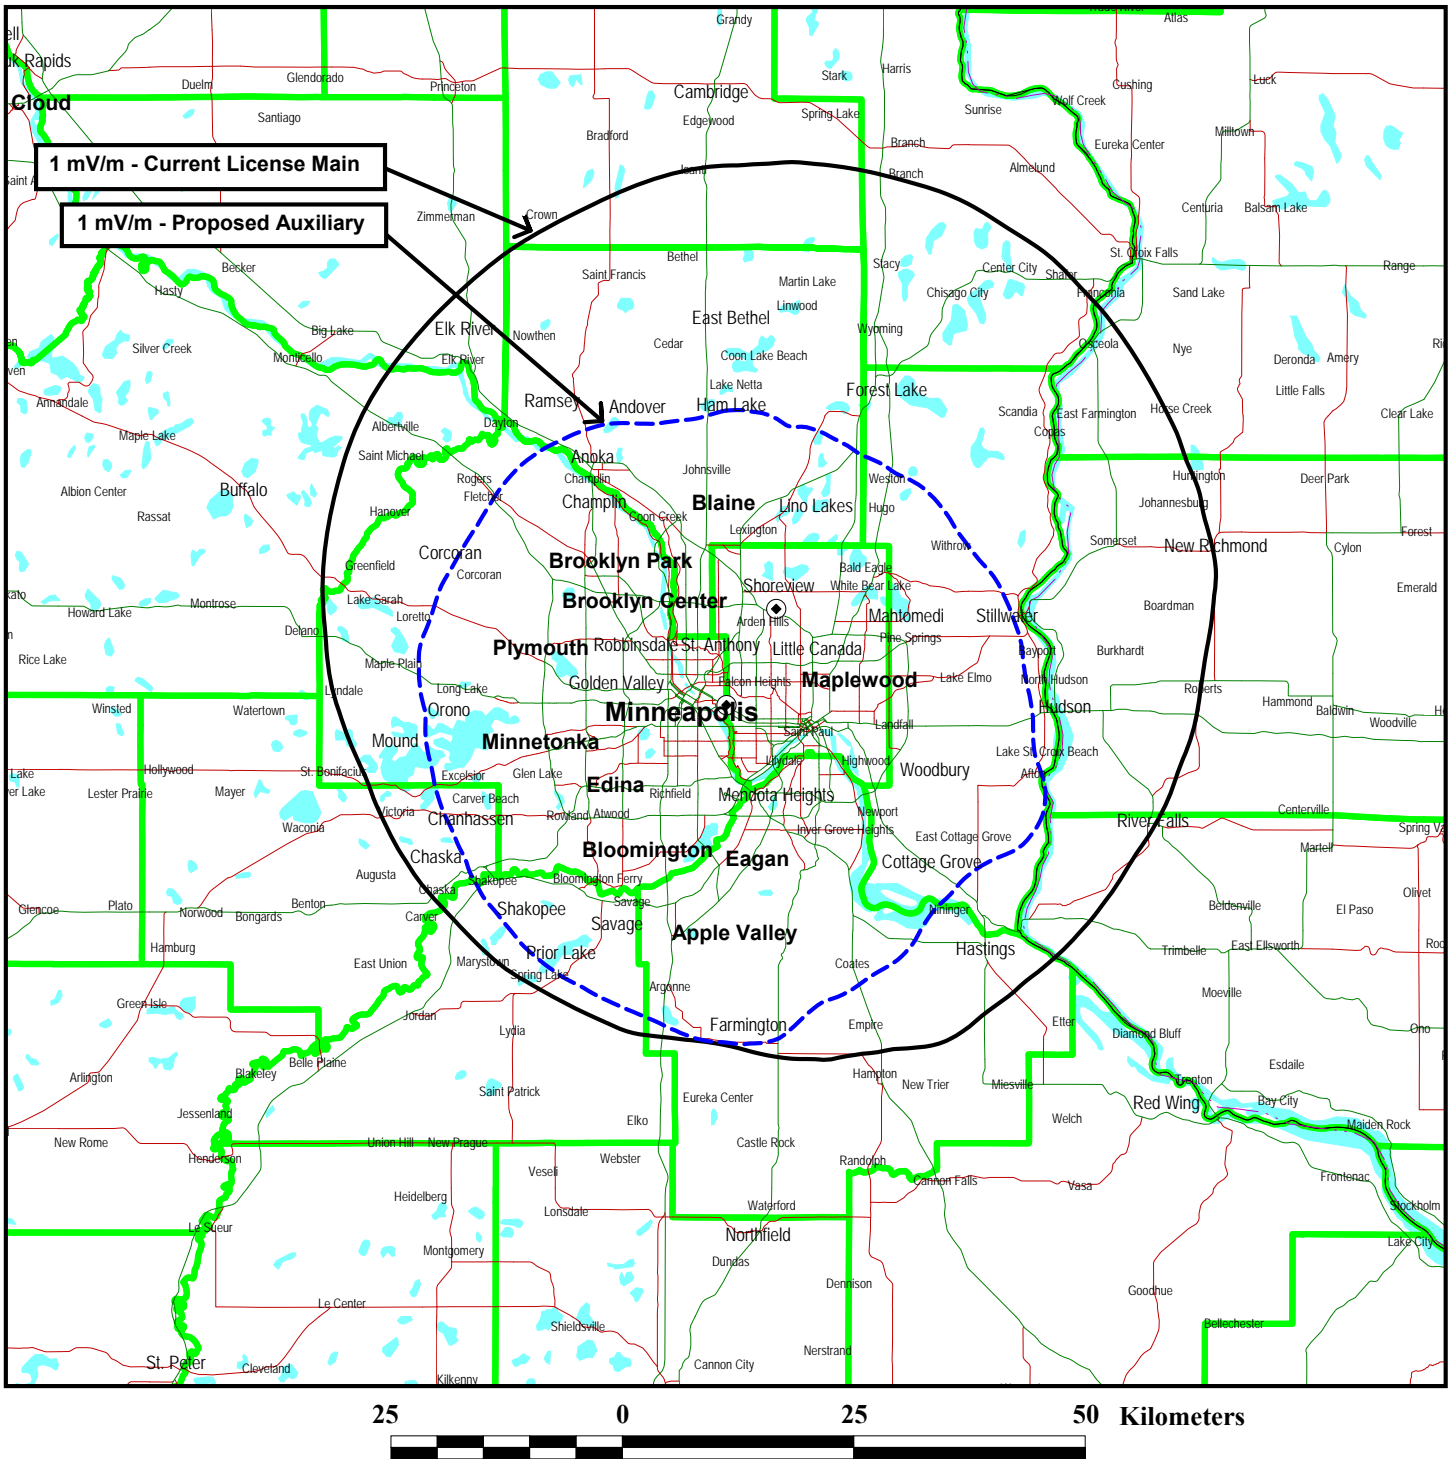 Grandy
Atlas
Rapids
Duelm
Glendorado
Princeton
Stark
Harris
Cushing
Luck
Cloud
Cambridge
Edgewood
Spring Lake
Sunrise
Wolf Creek
Santiago
Bradford
Branch
Milltown
Eureka Center
1 mV/m - Current License Main
Isanti
Branch
Almelund
1 mV/m - Proposed Auxiliary
Zimmerman
Crown
Centuria
Balsam Lake
Becker
Bethel
St. Croix Falls
Saint Francis
Stacy
Center City
Shafer
Range
Hasty
Martin Lake
Chisago City
Franconia
Sand Lake
Linwood
Big Lake
Elk River
Nowthen
East Bethel
Wyoming
Silver Creek
Monticello
Elk River
Cedar
Coon Lake Beach
Osceola
Nye
Deronda
Amery
Lake Netta
Forest Lake
Little Falls
Annandale
Ramsey
Andover
Ham Lake
Scandia
East Farmington
Horse Creek
Clear Lake
Maple Lake
Albertville
Dayton
Copas
Saint Michael
Anoka
Johnsville
Albion Center
Buffalo
Rogers
Champlin
Weston
Huntington
Deer Park
Fletcher
Champlin
Blaine
Lino Lakes
Hugo
Johannesburg
Rassat
Hanover
Coon Creek
Lexington
Forest
Corcoran
Brooklyn Park
Withrow
Somerset
New Richmond
Cylon
Greenfield
Corcoran
Bald Eagle
White Bear Lake
Shoreview
Emerald
Howard Lake
Montrose
Lake Sarah
Loretto
Brooklyn Center
Arden Hills
Mahtomedi
Stillwater
Boardman
Delano
Plymouth
Robbinsdale
St. Anthony
Little Canada
Pine Springs
Bayport
Burkhardt
Rice Lake
Maple Plain
Golden Valley
Falcon Heights
Maplewood
Lake Elmo
North Hudson
Roberts
Winsted
Watertown
Lyndale
Long Lake
Orono
Minneapolis
Hudson
Hammond
Baldwin
Woodville
Mound
Minnetonka
Saint Paul
Landfall
Lake St. Croix Beach
Lake
Hollywood
St. Bonifacius
Excelsior
Glen Lake
Lilydale
Highwood
Woodbury
Afton
Lester Prairie
Mayer
Carver Beach
Edina
Richfield
Mendota Heights
Waconia
Victoria
Chanhassen
Rowland
Atwood
Newport
Inver Grove Heights
East Cottage Grove
River Falls
Centerville
Chaska
Bloomington
Eagan
Cottage Grove
Martell
Augusta
Chaska
Shakopee
Bloomington Ferry
Olivet
Glencoe
Plato
Norwood
Bongards
Benton
Carver
Shakopee
Savage
Savage
Nininger
Beldenville
El Paso
Hamburg
Apple Valley
Hastings
Trimbelle
East Ellsworth
East Union
Marystown
Prior Lake
Spring Lake
Coates
Green Isle
Jordan
Argonne
Moeville
Lydia
Farmington
Empire
Etter
Diamond Bluff
Ono
Arlington
Blakeley
Belle Plaine
Hampton
New Trier
Miesville
Trenton
Esdaile
Saint Patrick
Eureka Center
Red Wing
Bay City
Jessenland
Elko
Welch
Maiden Rock
New Rome
Union Hill
New Prague
Castle Rock
Henderson
Veseli
Webster
Randolph
Cannon Falls
Vasa
Frontenac
Heidelberg
Lonsdale
Waterford
Stockholm
Le Sueur
Northfield
Lake City
Montgomery
Dundas
Dennison
Goodhue
Le Center
Shieldsville
Bellechester
St. Peter
Cleveland
Cannon City
Nerstrand
Kilkenny
25 0 25 50 Kilometers